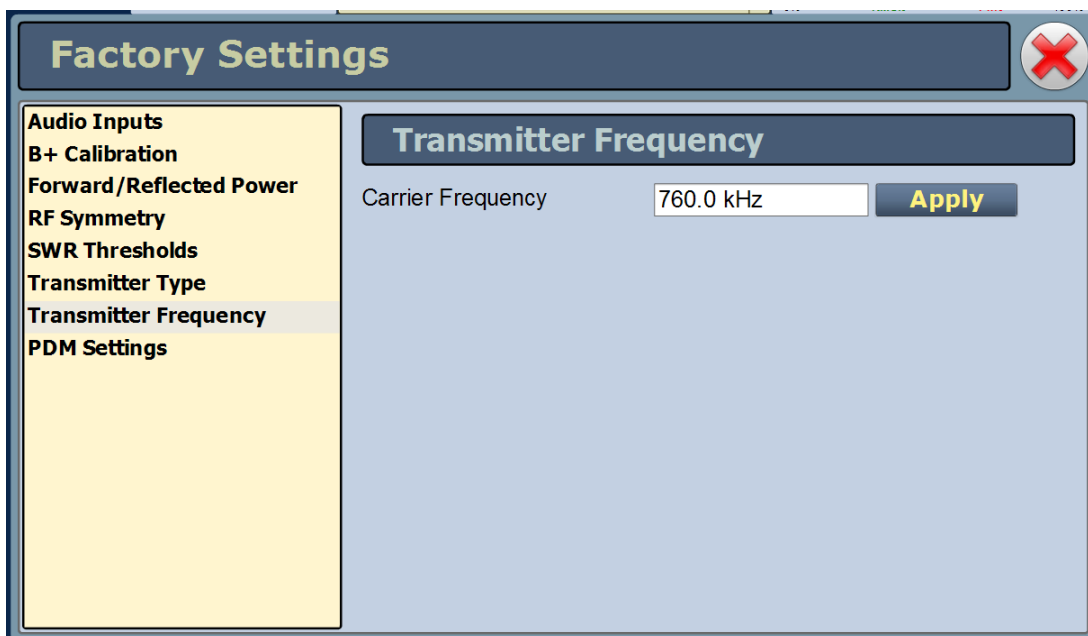 Factory Settings
Audio Inputs
B+ Calibration
Forward/Reflected Power
RF Symmetry
SWR Thresholds
Transmitter Type
Transmitter Frequency
PDM Settings
Transmitter Frequency
Carrier Frequency 760.0 kHz Apply